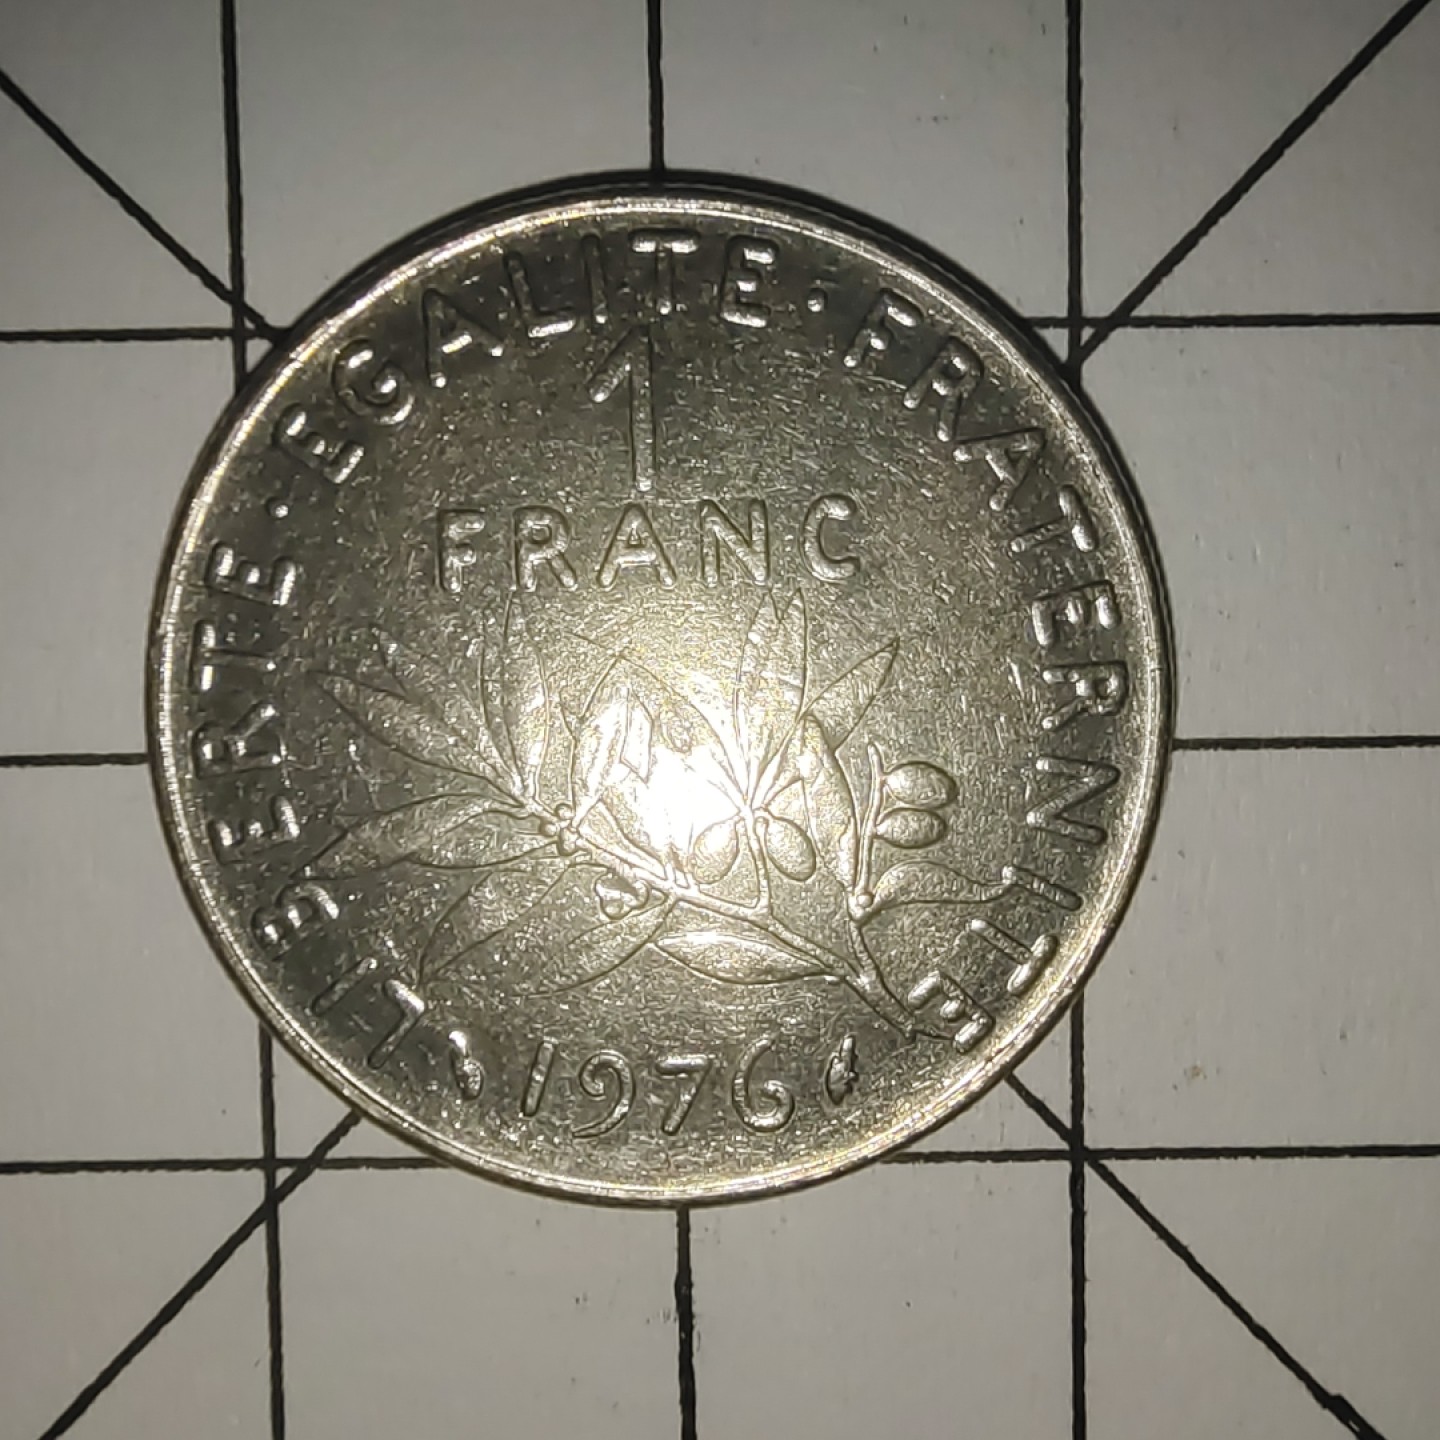 LIBERTE · EGALITE · FRATERNITE
1
FRANC
1976